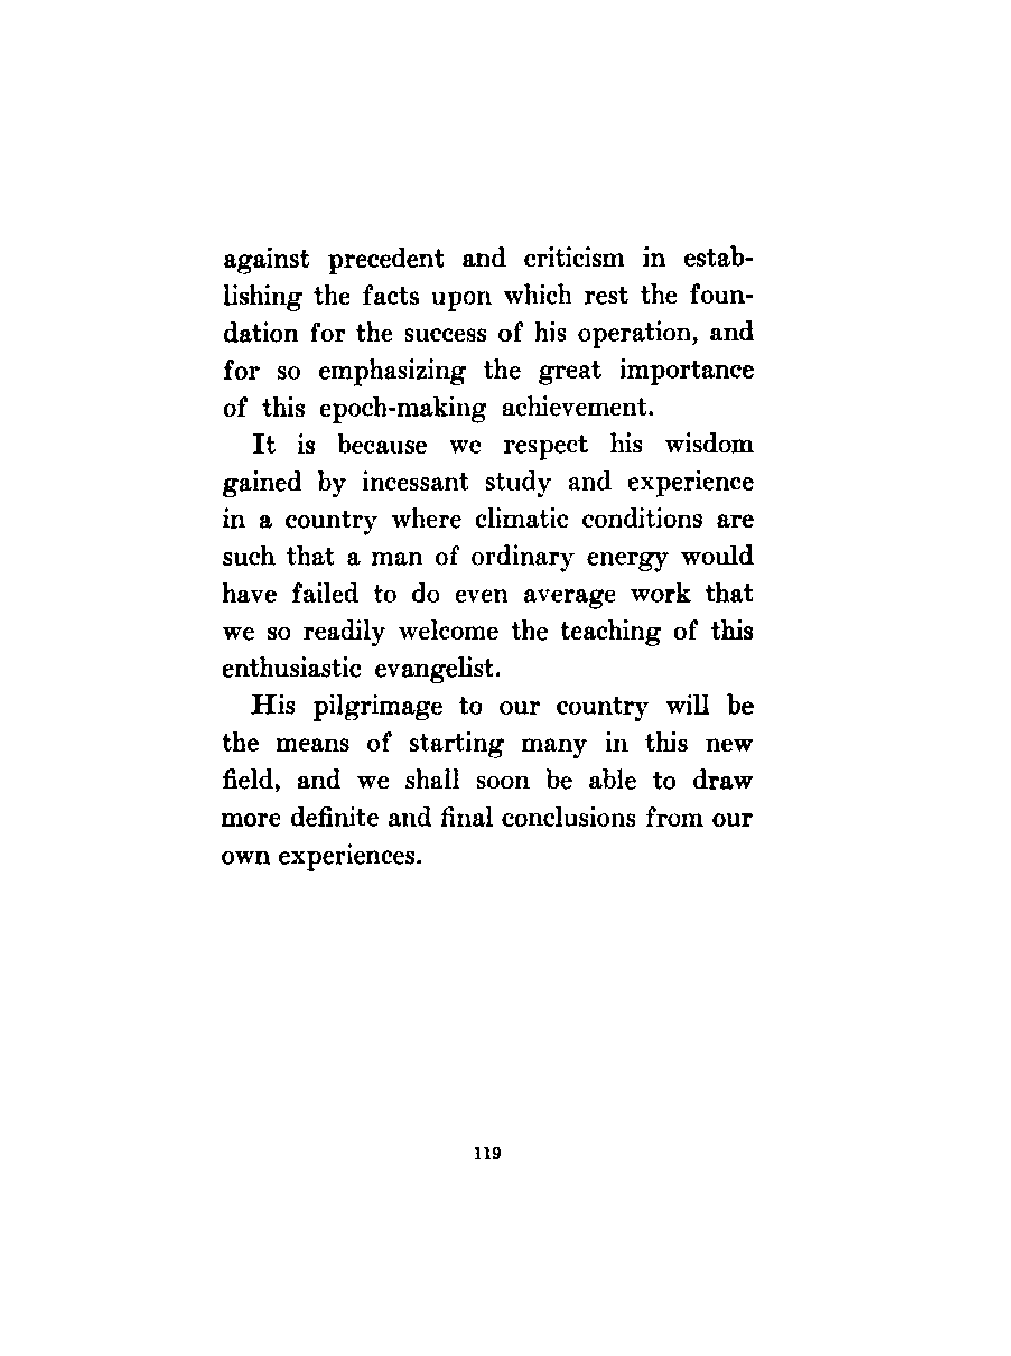 against precedent and criticism in estab-
lishing the facts upon which rest the foun-
dation for the success of his operation, and
for so emphasizing the great importance
of this epoch-making achievement.
It is because we respect his wisdom
gained by incessant study and experience
in a country where climatic conditions are
such that a man of ordinary energy would
have failed to do even average work that
we so readily welcome the teaching of this
enthusiastic evangelist.
His pilgrimage to our country will be
the means of starting many in this new
field, and we shall soon be able to draw
more definite and final conclusions from our
own experiences.
119